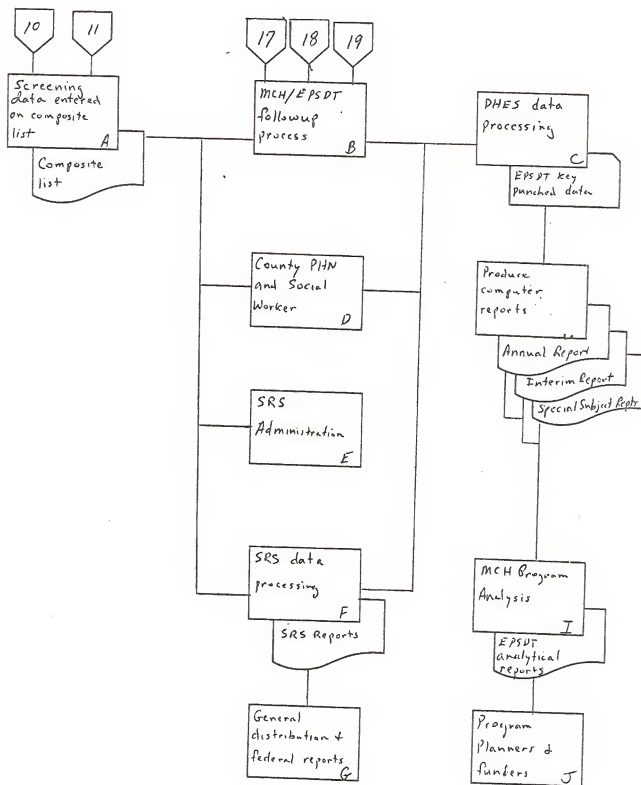 10
11
17
18
19
Screening
data entered
on composite
list
A
Composite
list
MCH/EPSDT
followup
process
B
DHES data
processing
C
EPSDT key
punched data
County PHN
and Social
Worker
D
Produce
computer
reports
Annual Report
Interim Report
Special Subject Repts
SRS
Administration
E
SRS data
processing
F
SRS Reports
MCH Program
Analysis
I
EPSDT
analytical
reports
General
distribution &
federal reports
G
Program
Planners &
funders
J